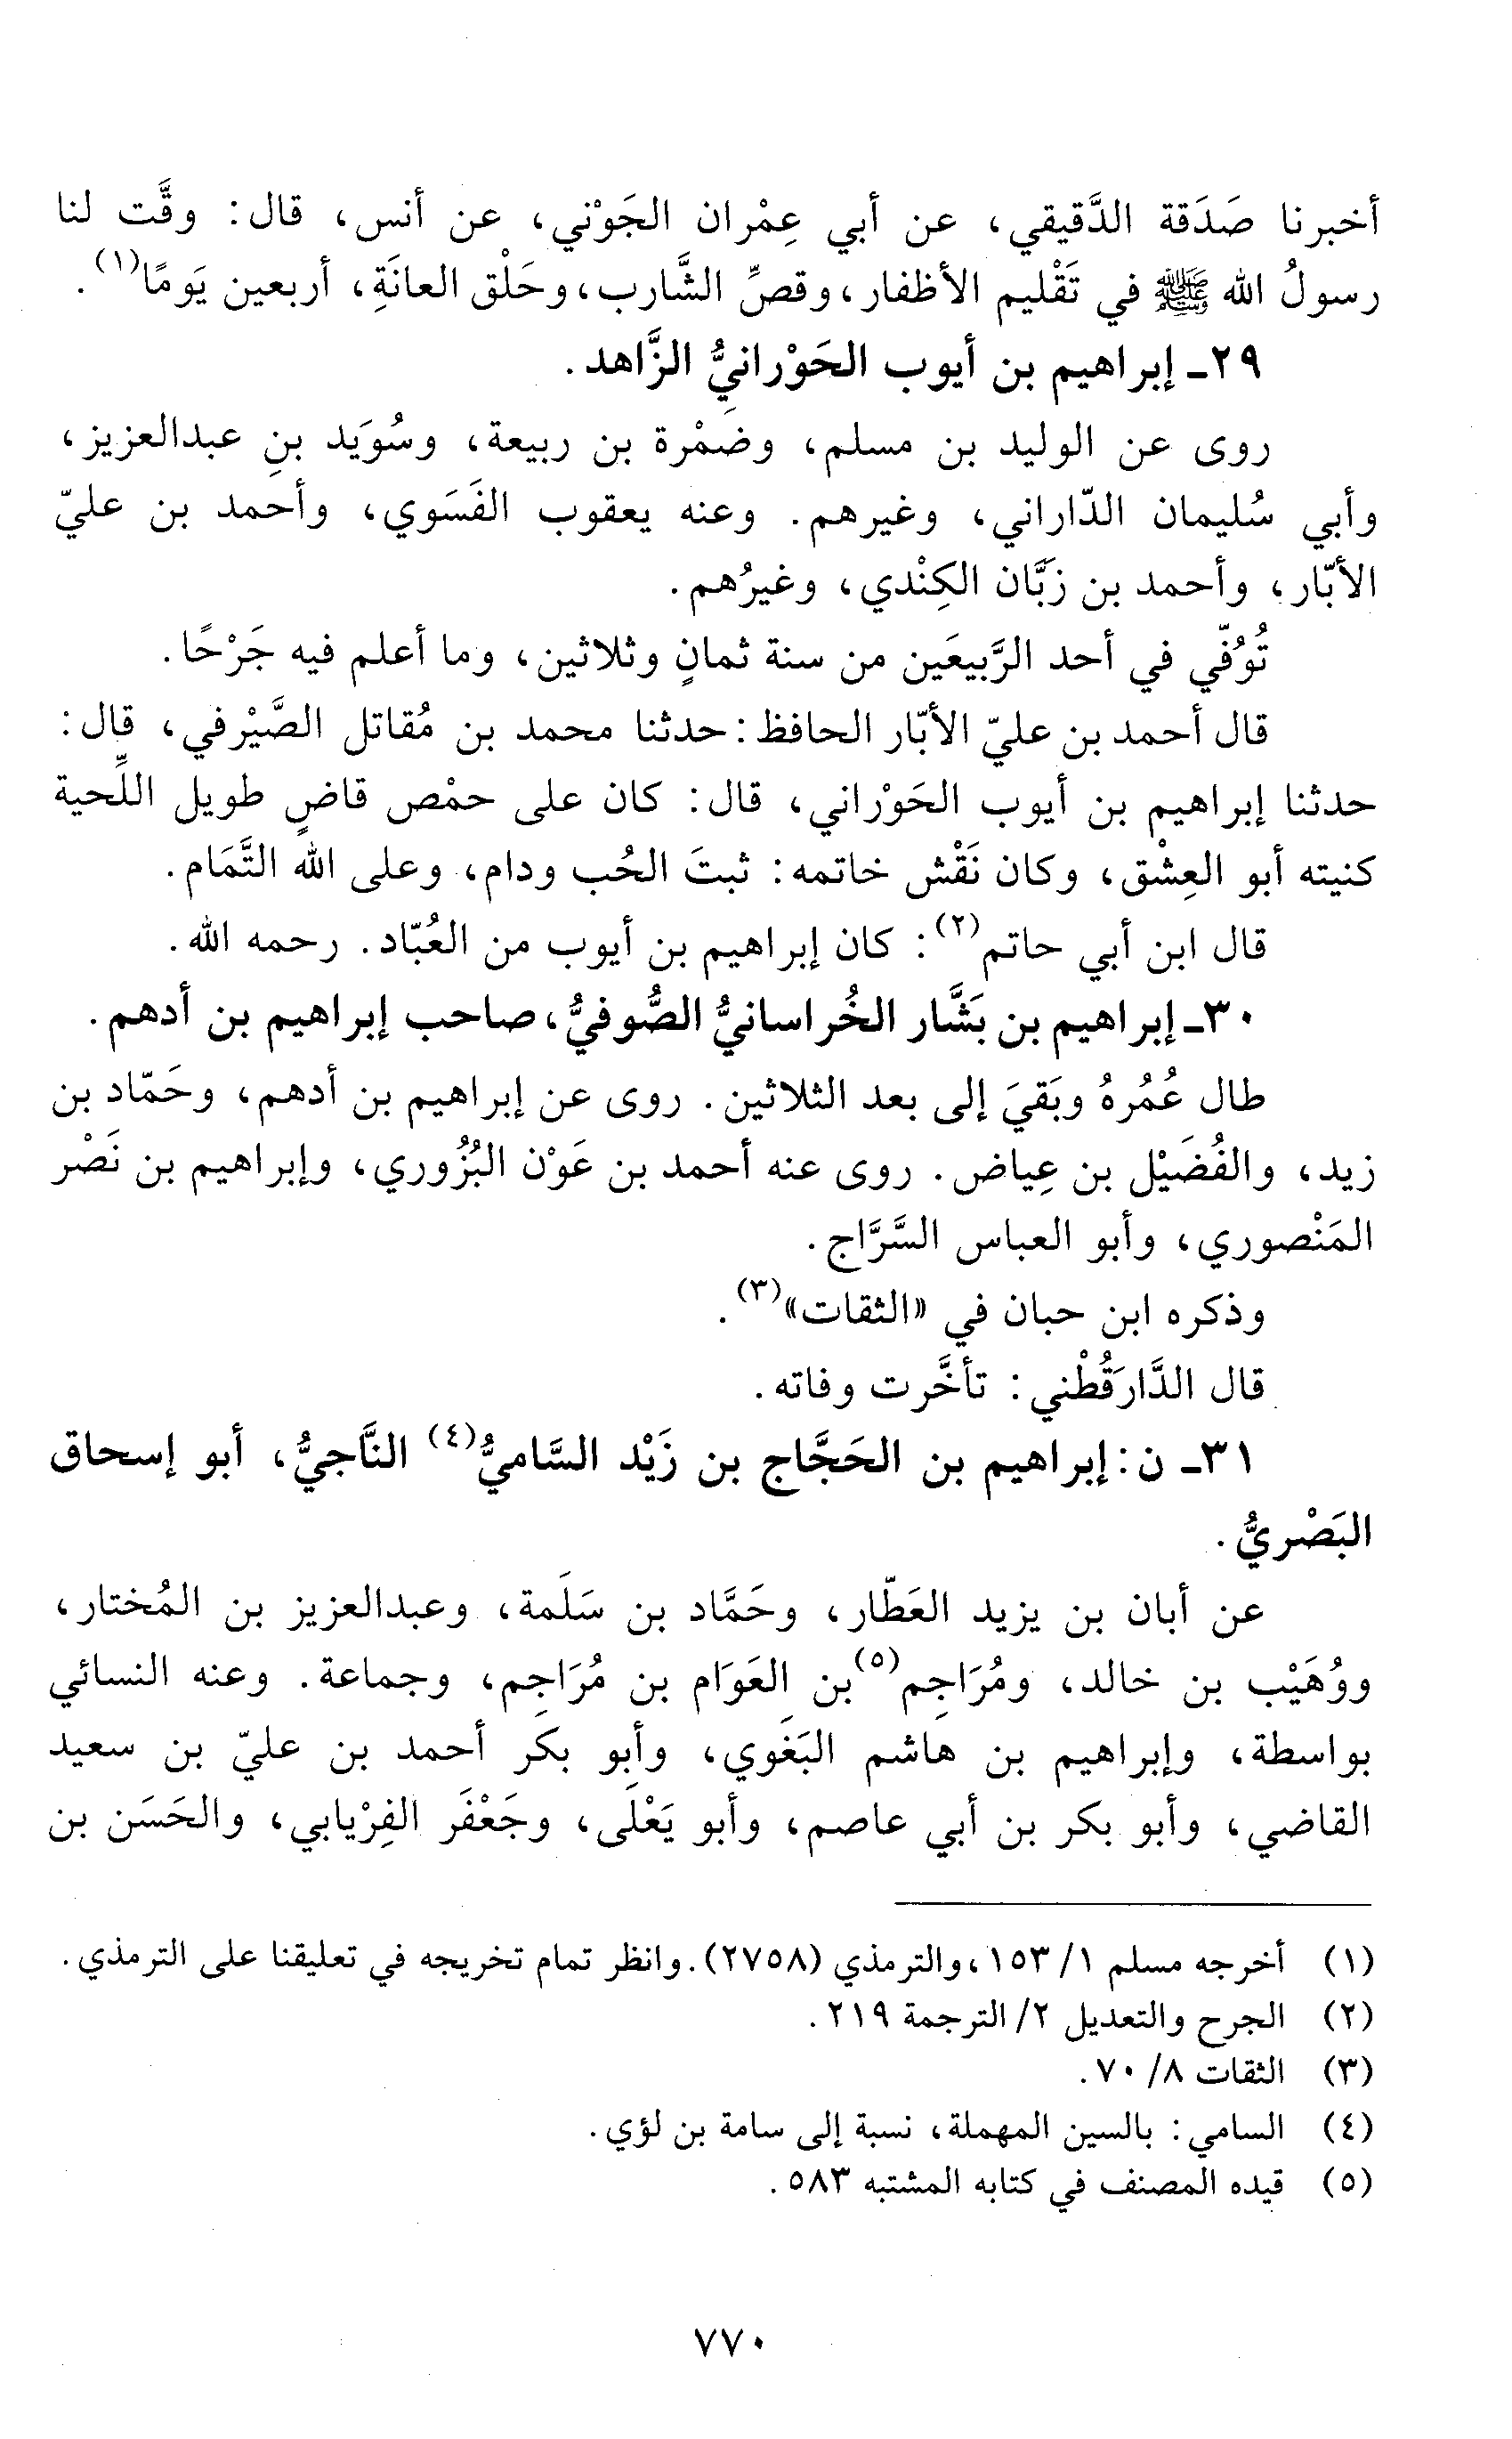 أخبرنا صَدَقة الدَّقيقي، عن أبي عِمْران الجَوْني، عن أنس، قال: وقَّت لنا
رسولُ الله ﷺ في تَقْليم الأظفار، وقصِّ الشَّارب، وحَلْق العانَةِ، أربعين يَومًا(١).
٢٩ـ إبراهيم بن أيوب الحَوْرانيُّ الزَّاهد.
روى عن الوليد بن مسلم، وضَمْرة بن ربيعة، وسُوَيَد بنِ عبدالعزيز،
وأبي سُليمان الدّاراني، وغيرهم. وعنه يعقوب الفَسَوي، وأحمد بن عليّ
الأبّار، وأحمد بن زَبَّان الكِنْدي، وغيرُهم.
تُوُفّي في أحد الرَّبيعَين من سنة ثمانٍ وثلاثين، وما أعلم فيه جَرْحًا.
قال أحمد بن عليّ الأبّار الحافظ: حدثنا محمد بن مُقاتل الصَّيْرفي، قال:
حدثنا إبراهيم بن أيوب الحَوْراني، قال: كان على حمْص قاضٍ طويل اللِّحية
كنيته أبو العِشْق، وكان نَقْش خاتمه: ثبتَ الحُب ودام، وعلى الله التَّمَام.
قال ابن أبي حاتم(٢): كان إبراهيم بن أيوب من العُبّاد. رحمه الله.
٣٠ـ إبراهيم بن بَشَّار الخُراسانيُّ الصُّوفيُّ، صاحب إبراهيم بن أدهم.
طال عُمُرهُ وبَقيَ إلى بعد الثلاثين. روى عن إبراهيم بن أدهم، وحَمّاد بن
زيد، والفُضَيْل بن عِياض. روى عنه أحمد بن عَوْن البُزُوري، وإبراهيم بن نَصْر
المَنْصوري، وأبو العباس السَّرَّاج.
وذكره ابن حبان في «الثقات»(٣).
قال الدَّارَقُطْني: تأخَّرت وفاته.
٣١ـ ن: إبراهيم بن الحَجَّاج بن زَيْد السَّاميُّ(٤) النَّاجيُّ، أبو إسحاق
البَصْريُّ.
عن أبان بن يزيد العَطّار، وحَمَّاد بن سَلَمة، وعبدالعزيز بن المُختار،
ووُهَيْب بن خالد، ومُرَاجِم(٥) بن العَوَام بن مُرَاجِم، وجماعة. وعنه النسائي
بواسطة، وإبراهيم بن هاشم البَغَوي، وأبو بكر أحمد بن عليّ بن سعيد
القاضي، وأبو بكر بن أبي عاصم، وأبو يَعْلَى، وجَعْفَر الفِرْيابي، والحَسَن بن
(١) أخرجه مسلم ١/ ١٥٣، والترمذي (٢٧٥٨). وانظر تمام تخريجه في تعليقنا على الترمذي.
(٢) الجرح والتعديل ٢/ الترجمة ٢١٩.
(٣) الثقات ٨/ ٧٠.
(٤) السامي: بالسين المهملة، نسبة إلى سامة بن لؤي.
(٥) قيده المصنف في كتابه المشتبه ٥٨٣.
٧٧٠